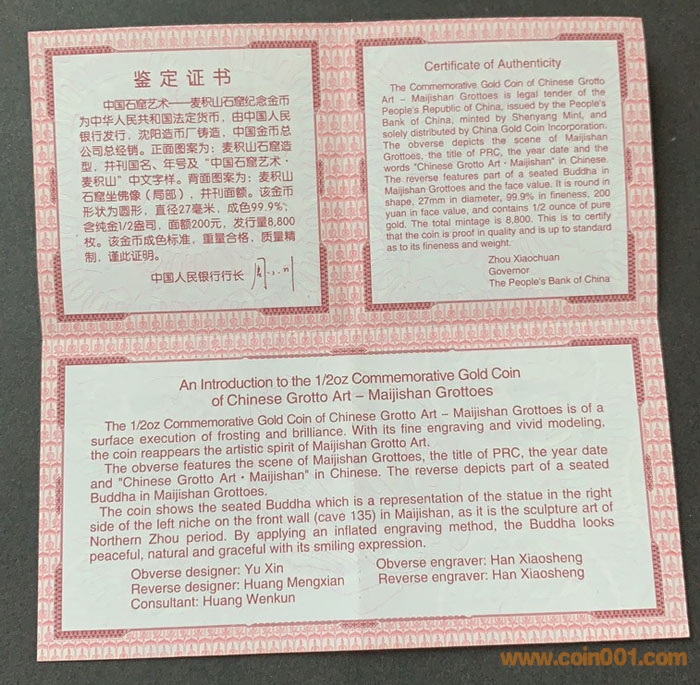 鉴定证书
中国石窟艺术——麦积山石窟纪念金币
为中华人民共和国法定货币，由中国人民
银行发行，沈阳造币厂铸造，中国金币总
公司总经销。正面图案为：麦积山石窟造
型，并刊国名、年号及“中国石窟艺术·
麦积山”中文字样。背面图案为：麦积山
石窟坐佛像（局部），并刊面额。该金币
形状为圆形，直径27毫米，成色99.9%，
含纯金1/2盎司，面额200元，发行量8,800
枚。该金币成色标准，重量合格，质量精
制，谨此证明。
中国人民银行行长
Certificate of Authenticity
The Commemorative Gold Coin of Chinese Grotto
Art – Maijishan Grottoes is legal tender of the
People's Republic of China, issued by the People's
Bank of China, minted by Shenyang Mint, and
solely distributed by China Gold Coin Incorporation.
The obverse depicts the scene of Maijishan
Grottoes, the title of PRC, the year date and the
words "Chinese Grotto Art·Maijishan" in Chinese.
The reverse features part of a seated Buddha in
Maijishan Grottoes and the face value. It is round in
shape, 27mm in diameter, 99.9% in fineness, 200
yuan in face value, and contains 1/2 ounce of pure
gold. The total mintage is 8,800. This is to certify
that the coin is proof in quality and is up to standard
as to its fineness and weight.
Zhou Xiaochuan
Governor
The People's Bank of China
An Introduction to the 1/2oz Commemorative Gold Coin
of Chinese Grotto Art – Maijishan Grottoes
The 1/2oz Commemorative Gold Coin of Chinese Grotto Art – Maijishan Grottoes is of a
surface execution of frosting and brilliance. With its fine engraving and vivid modeling,
the coin reappears the artistic spirit of Maijishan Grotto Art.
The obverse features the scene of Maijishan Grottoes, the title of PRC, the year date
and "Chinese Grotto Art·Maijishan" in Chinese. The reverse depicts part of a seated
Buddha in Maijishan Grottoes.
The coin shows the seated Buddha which is a representation of the statue in the right
side of the left niche on the front wall (cave 135) in Maijishan, as it is the sculpture art of
Northern Zhou period. By applying an inflated engraving method, the Buddha looks
peaceful, natural and graceful with its smiling expression.
Obverse designer: Yu Xin
Reverse designer: Huang Mengxian
Consultant: Huang Wenkun
Obverse engraver: Han Xiaosheng
Reverse engraver: Han Xiaosheng
www.coin001.com